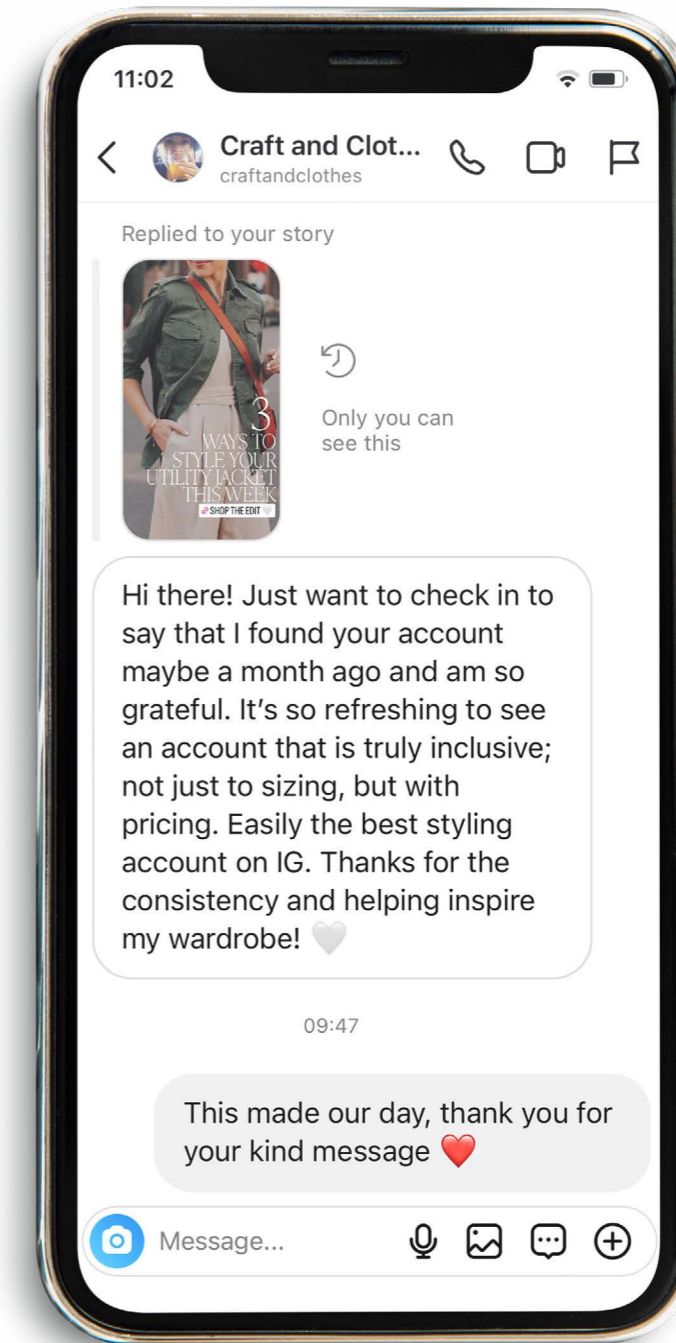 11:02
Craft and Clot...
craftandclothes
Replied to your story
3
WAYS TO
STYLE YOUR
UTILITY JACKET
THIS WEEK
SHOP THE EDIT
Only you can
see this
Hi there! Just want to check in to
say that I found your account
maybe a month ago and am so
grateful. It’s so refreshing to see
an account that is truly inclusive;
not just to sizing, but with
pricing. Easily the best styling
account on IG. Thanks for the
consistency and helping inspire
my wardrobe! 🤍
09:47
This made our day, thank you for
your kind message ❤️
Message...